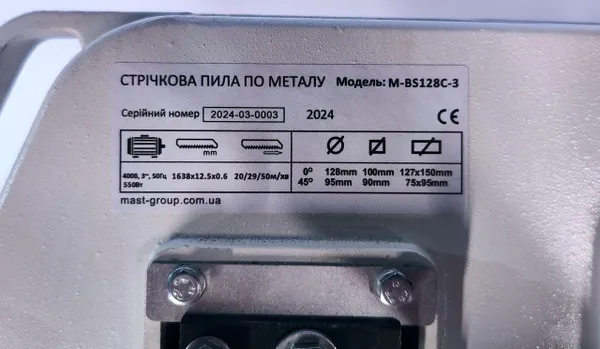 СТРІЧКОВА ПИЛА ПО МЕТАЛУ Модель: M-BS128C-3
Серійний номер 2024-03-0003 2024 CE
mm
400В, 3~, 50Гц, 1638x12.5x0.6 20/29/50м/хв 0° 128mm 100mm 127x150mm
550Вт 45° 95mm 90mm 75x95mm
mast-group.com.ua